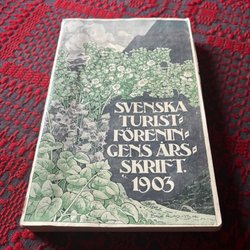 SVENSKA
TURIST-
FÖRENIN-
GENS ÅRS-
SKRIFT.
1903